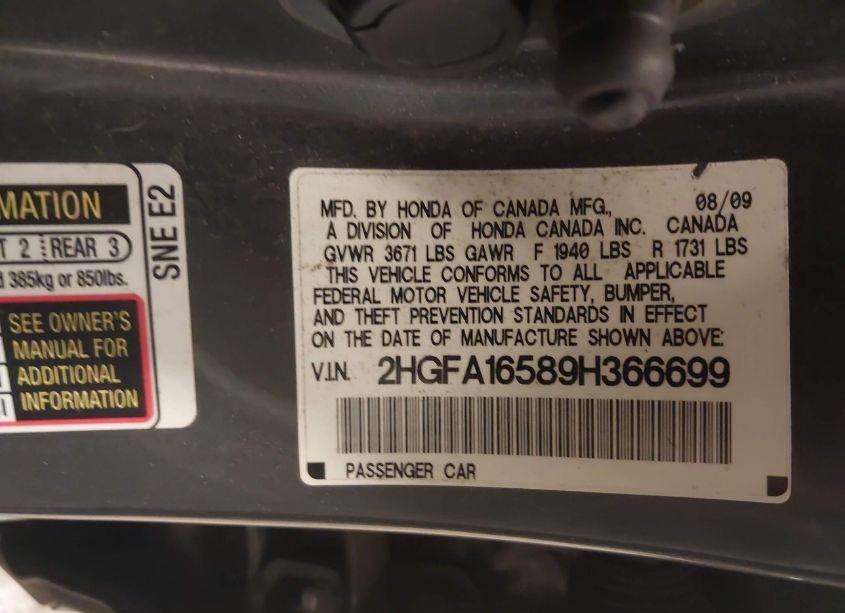 MATION
T 2 REAR 3
385kg or 850lbs.
SEE OWNER'S
MANUAL FOR
ADDITIONAL
INFORMATION
SNE E2
MFD. BY HONDA OF CANADA MFG., 08/09
A DIVISION OF HONDA CANADA INC. CANADA
GVWR 3671 LBS GAWR F 1940 LBS R 1731 LBS
THIS VEHICLE CONFORMS TO ALL APPLICABLE
FEDERAL MOTOR VEHICLE SAFETY, BUMPER,
AND THEFT PREVENTION STANDARDS IN EFFECT
ON THE DATE OF MANUFACTURE SHOWN ABOVE:
V.I.N. 2HGFA16589H366699
PASSENGER CAR